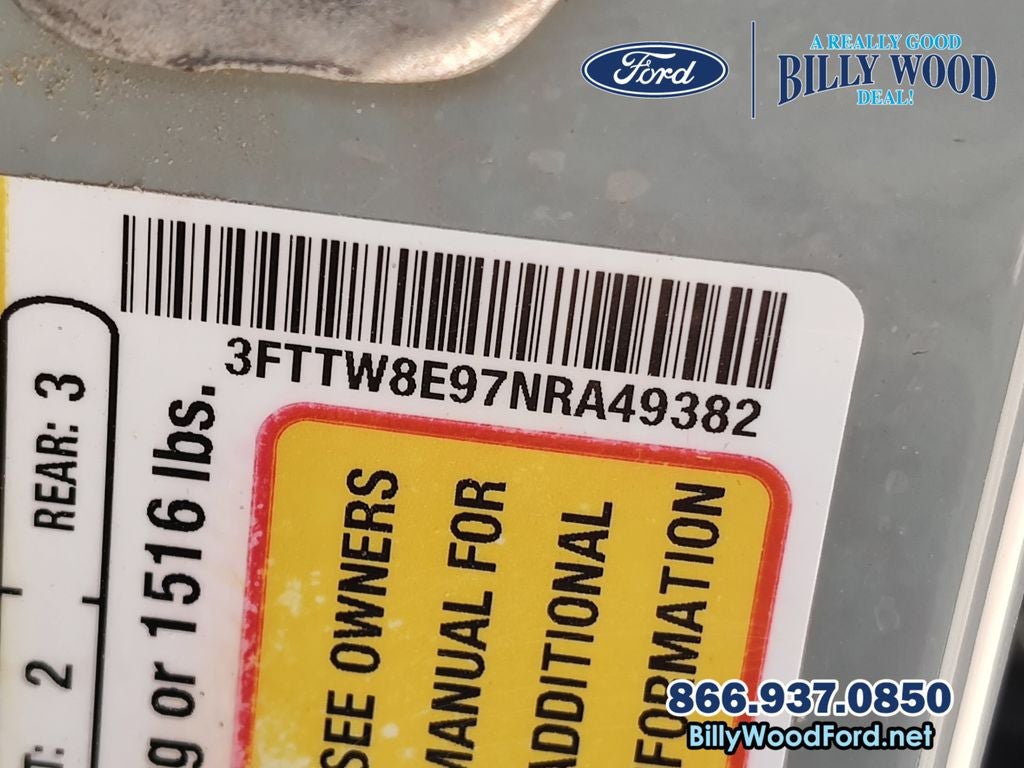 Ford
A REALLY GOOD
BILLY WOOD
DEAL!
3FTTW8E97NRA49382
REAR: 3
2
or 1516 lbs.
SEE OWNERS
MANUAL FOR
ADDITIONAL
FORMATION
866.937.0850
BillyWoodFord.net